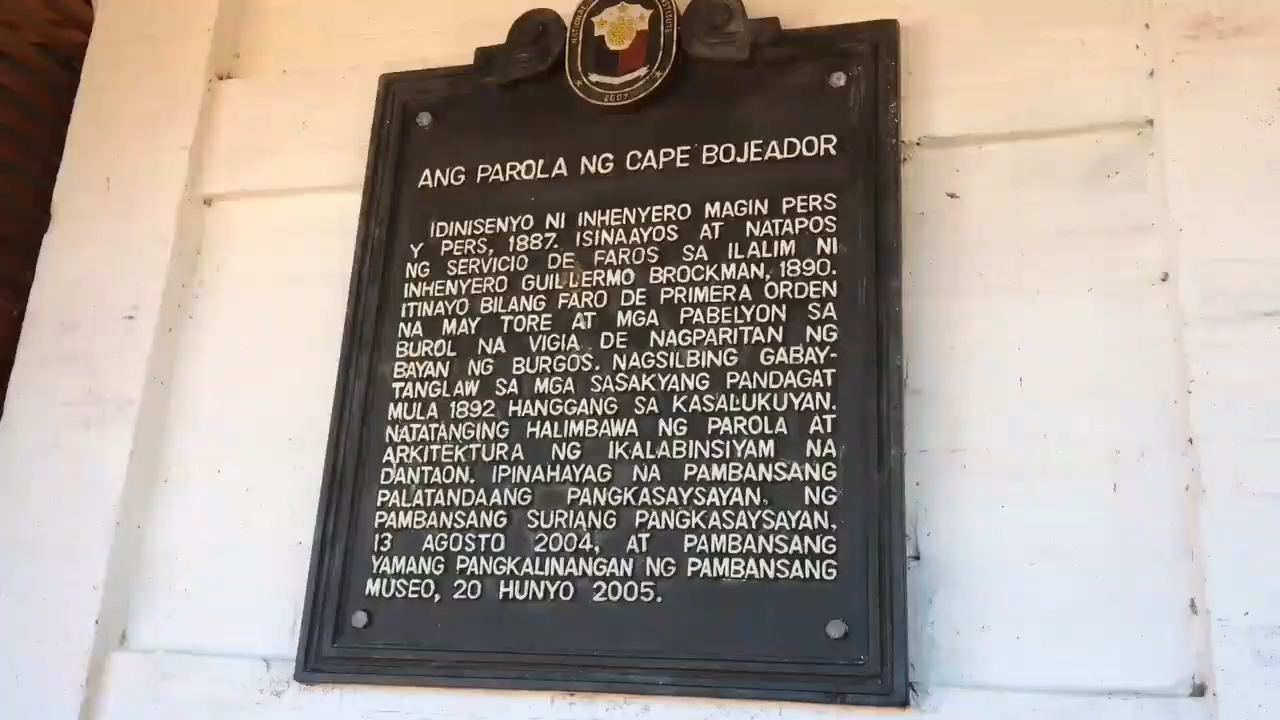 NATIONAL
INSTITUTE
2007
ANG PAROLA NG CAPE BOJEADOR
IDINISENYO NI INHENYERO MAGIN PERS
Y PERS, 1887. ISINAAYOS AT NATAPOS
NG SERVICIO DE FAROS SA ILALIM NI
INHENYERO GUILLERMO BROCKMAN, 1890.
ITINAYO BILANG FARO DE PRIMERA ORDEN
NA MAY TORE AT MGA PABELYON SA
BUROL NA VIGIA DE NAGPARITAN NG
BAYAN NG BURGOS. NAGSILBING GABAY-
TANGLAW SA MGA SASAKYANG PANDAGAT
MULA 1892 HANGGANG SA KASALUKUYAN.
NATATANGING HALIMBAWA NG PAROLA AT
ARKITEKTURA NG IKALABINSIYAM NA
DANTAON. IPINAHAYAG NA PAMBANSANG
PALATANDAANG PANGKASAYSAYAN. NG
PAMBANSANG SURIANG PANGKASAYSAYAN,
13 AGOSTO 2004, AT PAMBANSANG
YAMANG PANGKALINANGAN NG PAMBANSANG
MUSEO, 20 HUNYO 2005.